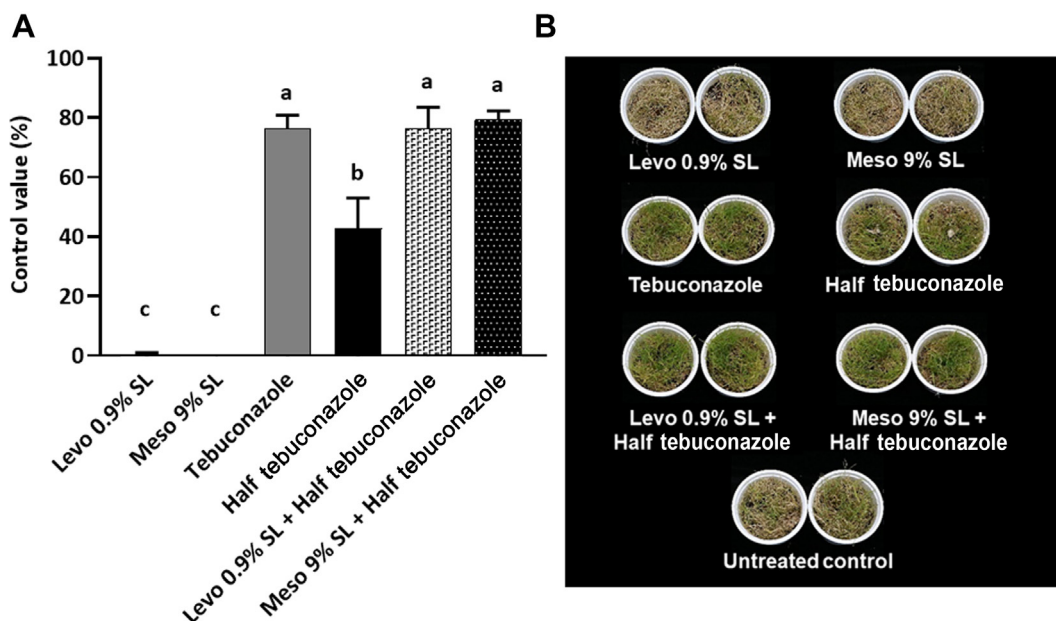 A
Control value (%)
100
80
60
40
20
0
c
c
a
b
a
a
Levo 0.9% SL
Meso 9% SL
Tebuconazole
Half tebuconazole
Levo 0.9% SL + Half tebuconazole
Meso 9% SL + Half tebuconazole
B
Levo 0.9% SL
Meso 9% SL
Tebuconazole
Half tebuconazole
Levo 0.9% SL +
Half tebuconazole
Meso 9% SL +
Half tebuconazole
Untreated control